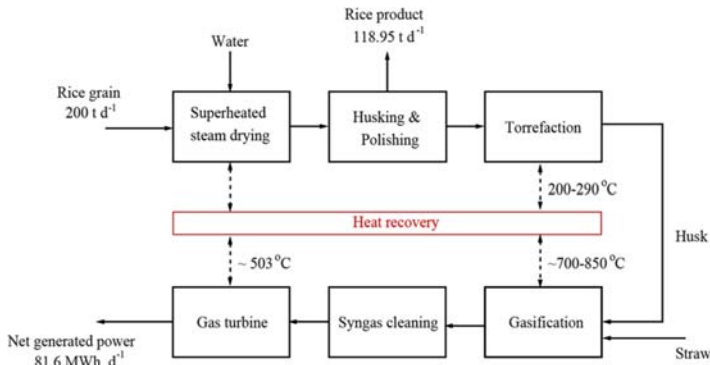 Rice product
118.95 t d-1
Water
Rice grain
200 t d-1
Superheated
steam drying
Husking &
Polishing
Torrefaction
200-290 °C
Heat recovery
Husk
~ 503 °C
~700-850 °C
Gas turbine
Syngas cleaning
Gasification
Net generated power
81.6 MWh d-1
Straw